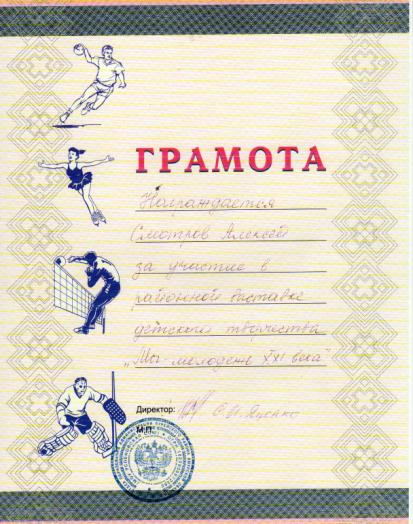 ГРАМОТА
Награждается
Смотров Алексей
за участие в
районной выставке
детского творчества
„Мы - молодежь XXI века"
Директор:
М.П.